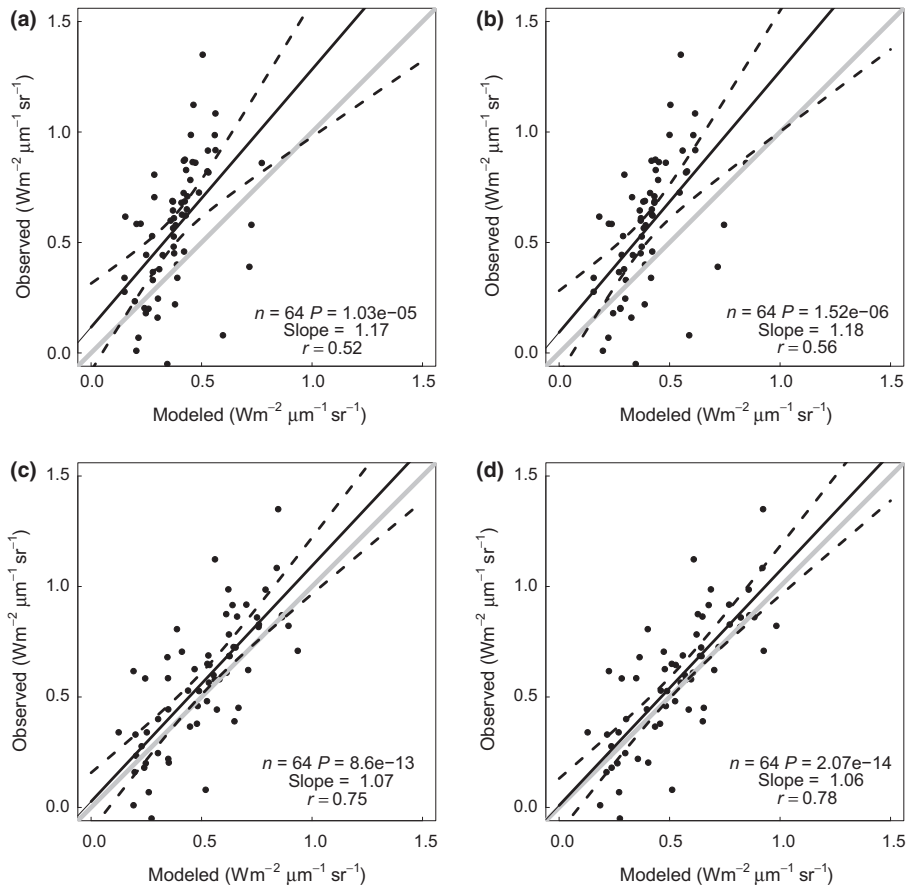 (a)
1.5
1.0
0.5
0.0
Observed (Wm−2 μm−1 sr−1)
n = 64 P = 1.03e−05
Slope = 1.17
r = 0.52
0.0 0.5 1.0 1.5
Modeled (Wm−2 μm−1 sr−1)
(b)
1.5
1.0
0.5
0.0
Observed (Wm−2 μm−1 sr−1)
n = 64 P = 1.52e−06
Slope = 1.18
r = 0.56
0.0 0.5 1.0 1.5
Modeled (Wm−2 μm−1 sr−1)
(c)
1.5
1.0
0.5
0.0
Observed (Wm−2 μm−1 sr−1)
n = 64 P = 8.6e−13
Slope = 1.07
r = 0.75
0.0 0.5 1.0 1.5
Modeled (Wm−2 μm−1 sr−1)
(d)
1.5
1.0
0.5
0.0
Observed (Wm−2 μm−1 sr−1)
n = 64 P = 2.07e−14
Slope = 1.06
r = 0.78
0.0 0.5 1.0 1.5
Modeled (Wm−2 μm−1 sr−1)